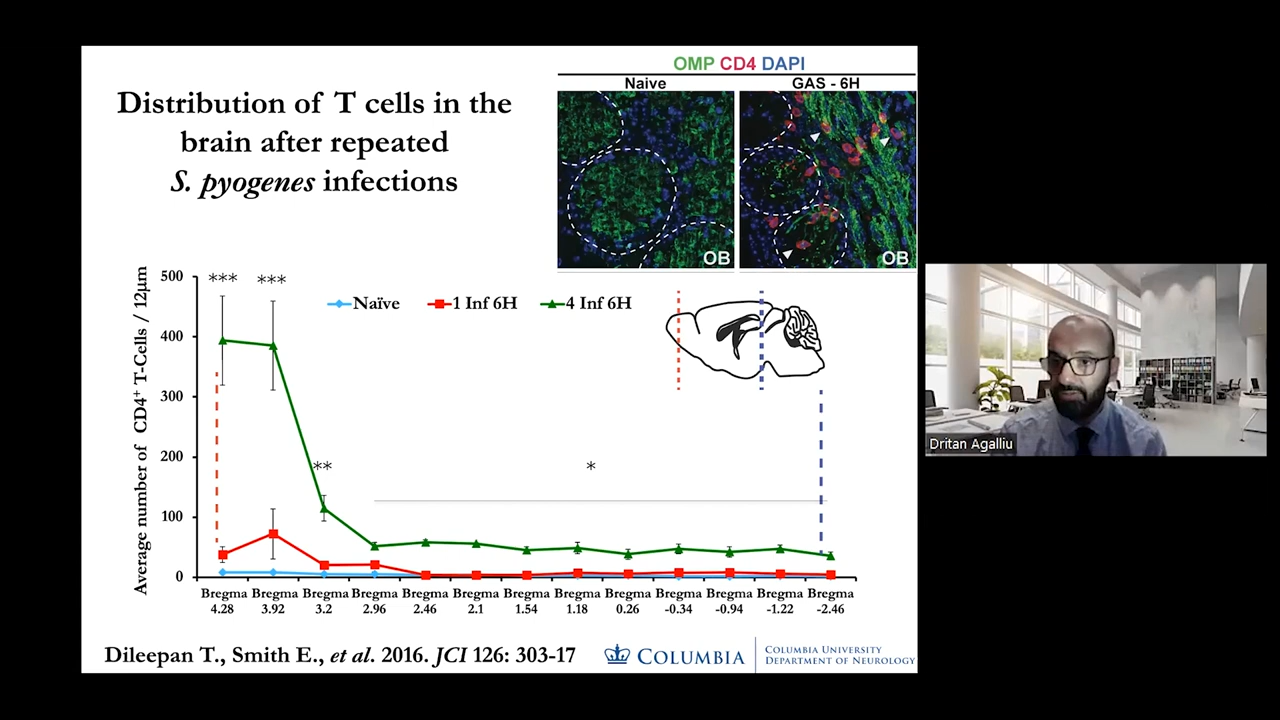 Distribution of T cells in the
brain after repeated
S. pyogenes infections
OMP CD4 DAPI
Naive
GAS - 6H
OB
OB
Average number of CD4⁺ T-Cells / 12µm
500
400
300
200
100
0
***
***
**
*
Naïve
1 Inf 6H
4 Inf 6H
Bregma 4.28
Bregma 3.92
Bregma 3.2
Bregma 2.96
Bregma 2.46
Bregma 2.1
Bregma 1.54
Bregma 1.18
Bregma 0.26
Bregma -0.34
Bregma -0.94
Bregma -1.22
Bregma -2.46
Dileepan T., Smith E., et al. 2016. JCI 126: 303-17
COLUMBIA
COLUMBIA UNIVERSITY
DEPARTMENT OF NEUROLOGY
Dritan Agalliu